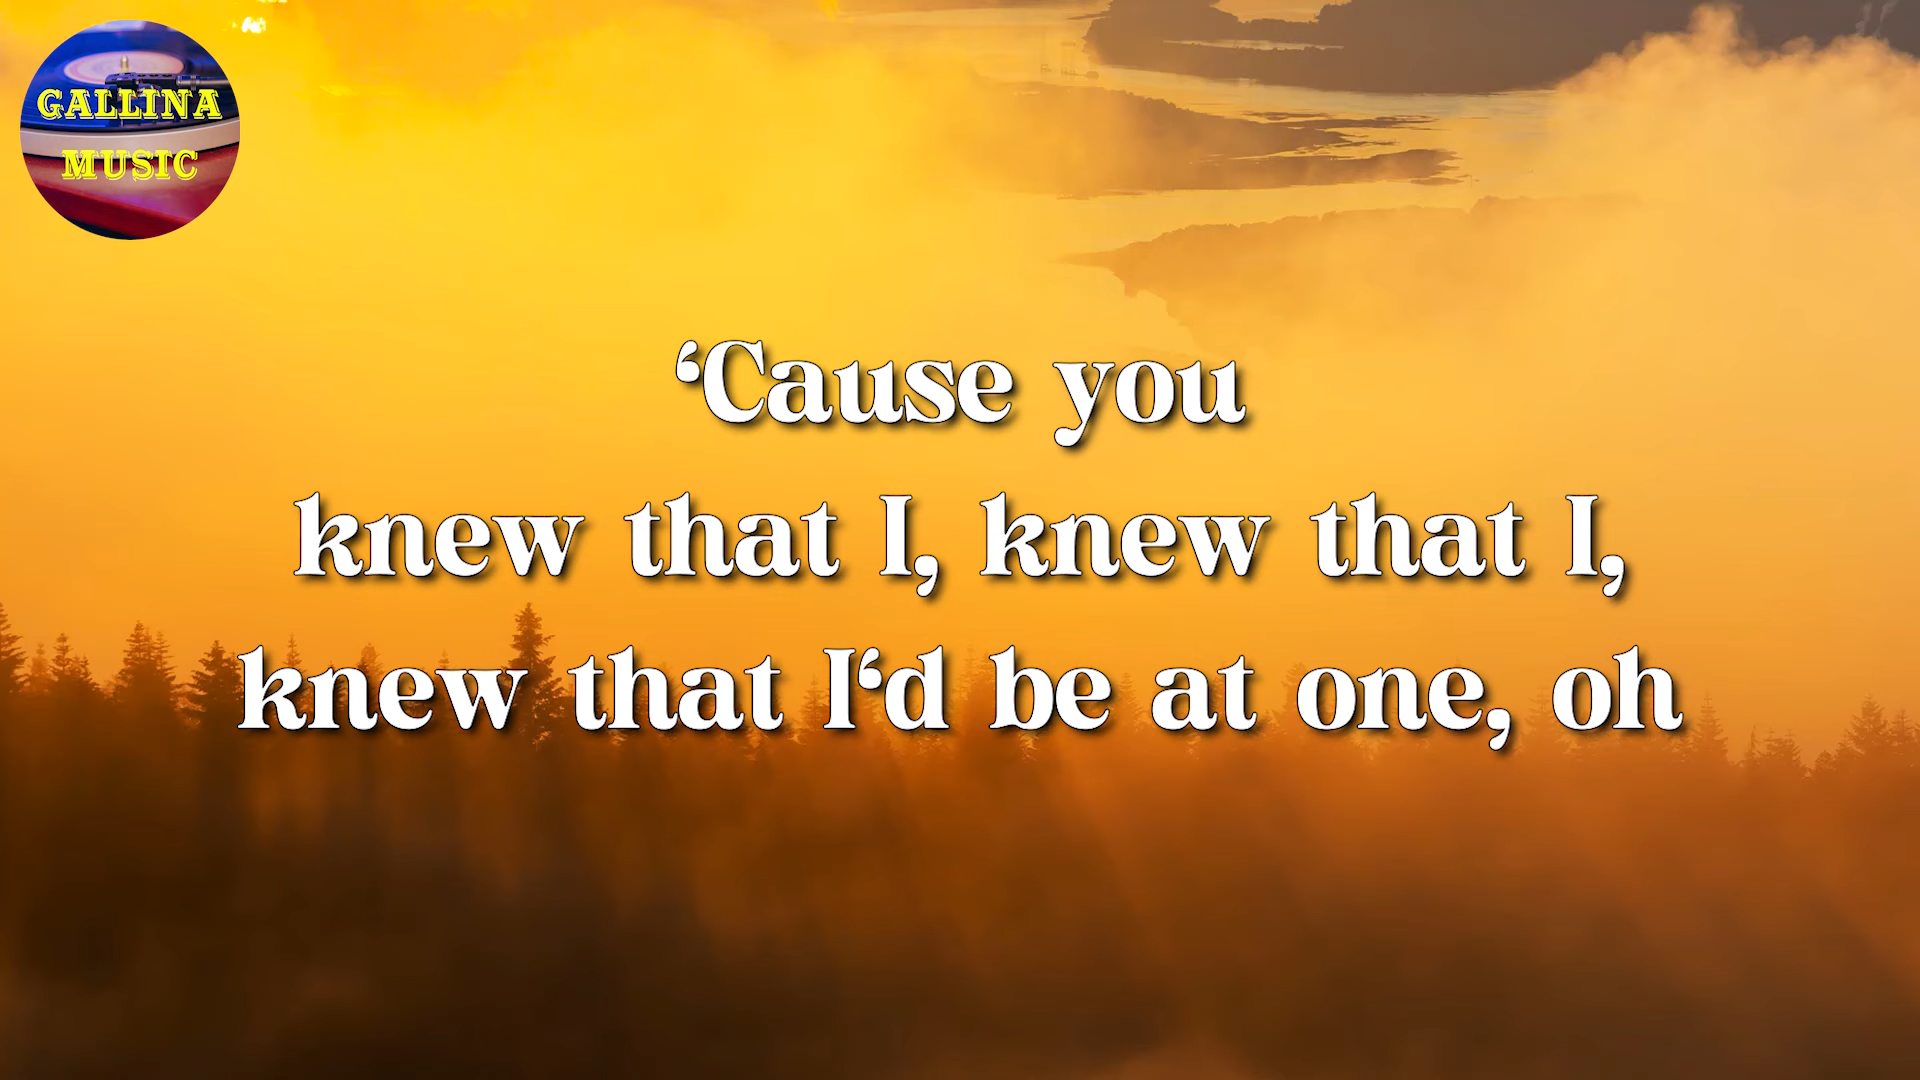 GALLINA
MUSIC
‘Cause you
knew that I, knew that I,
knew that I‘d be at one, oh